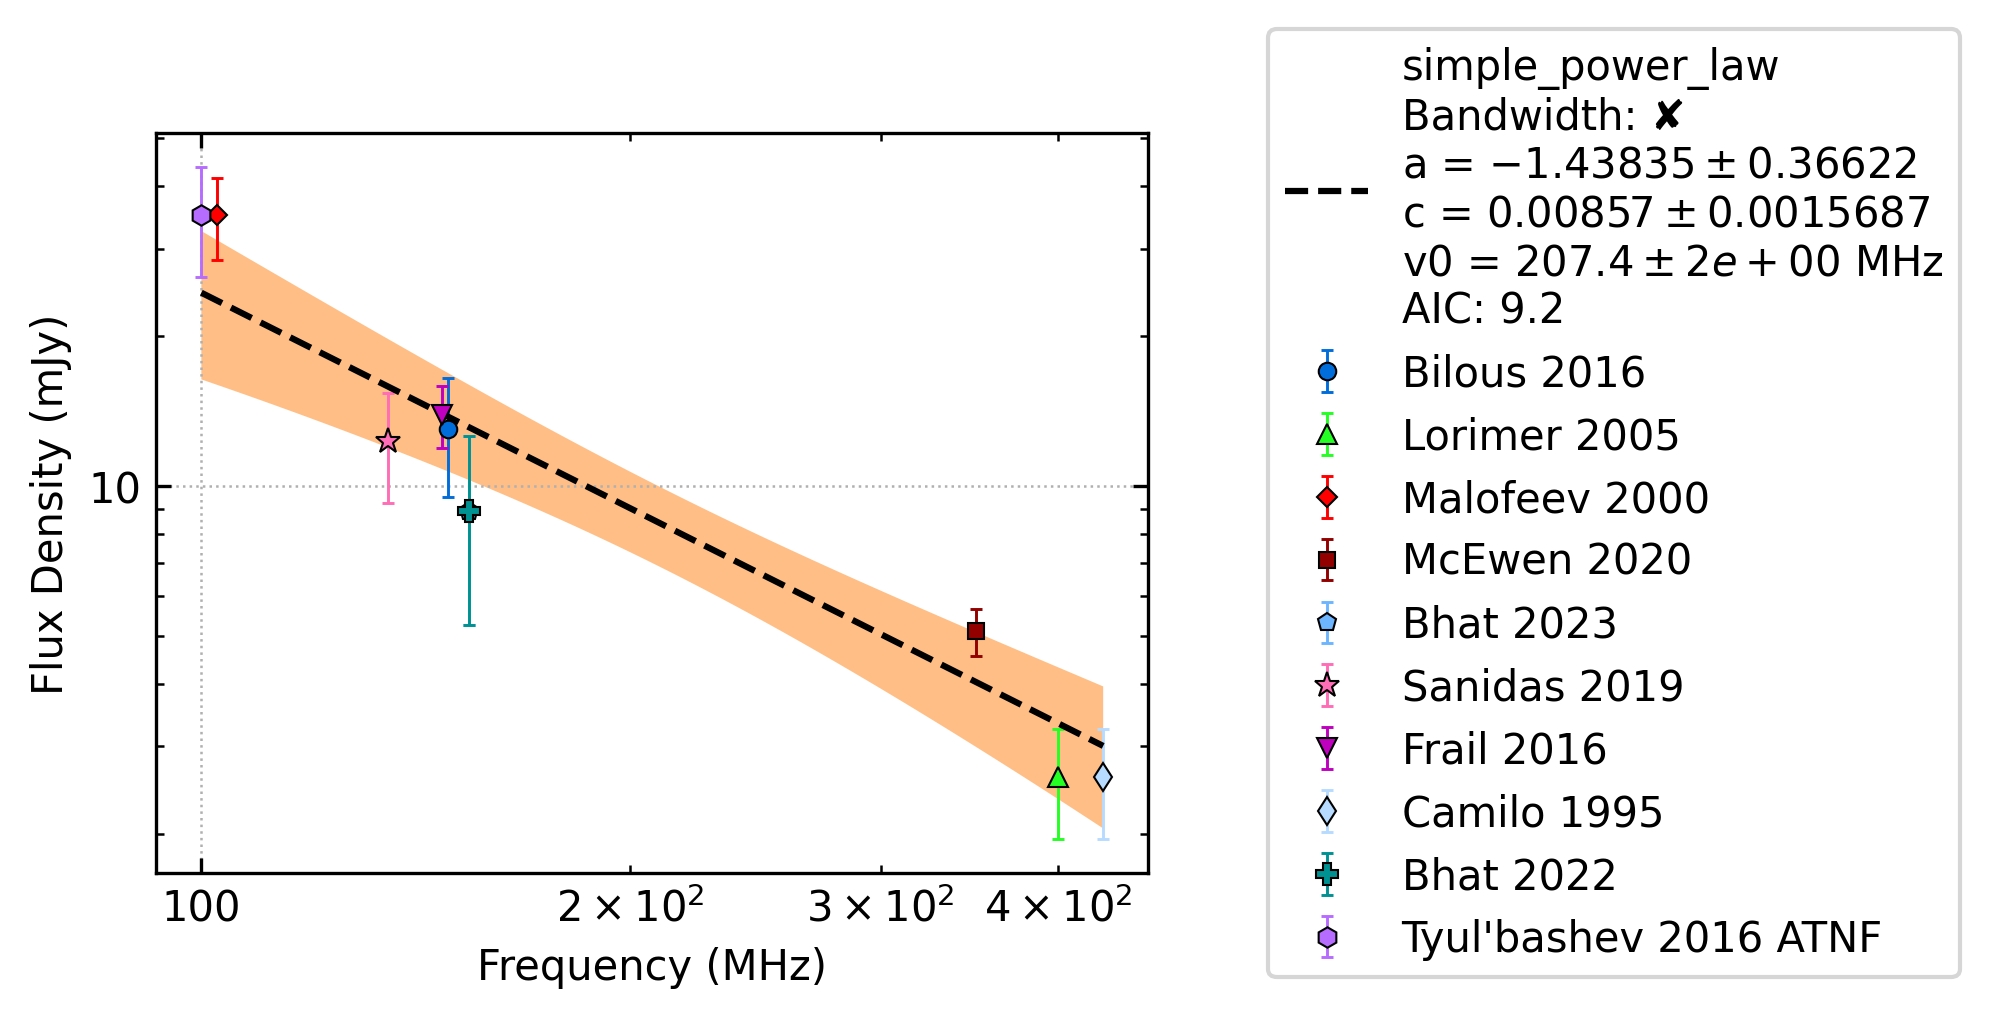 simple_power_law
Bandwidth: ✘
a = −1.43835 ± 0.36622
c = 0.00857 ± 0.0015687
v0 = 207.4 ± 2e + 00 MHz
AIC: 9.2
Bilous 2016
Lorimer 2005
Malofeev 2000
McEwen 2020
Bhat 2023
Sanidas 2019
Frail 2016
Camilo 1995
Bhat 2022
Tyul'bashev 2016 ATNF
Flux Density (mJy)
10
100
2 × 10²
3 × 10²
4 × 10²
Frequency (MHz)